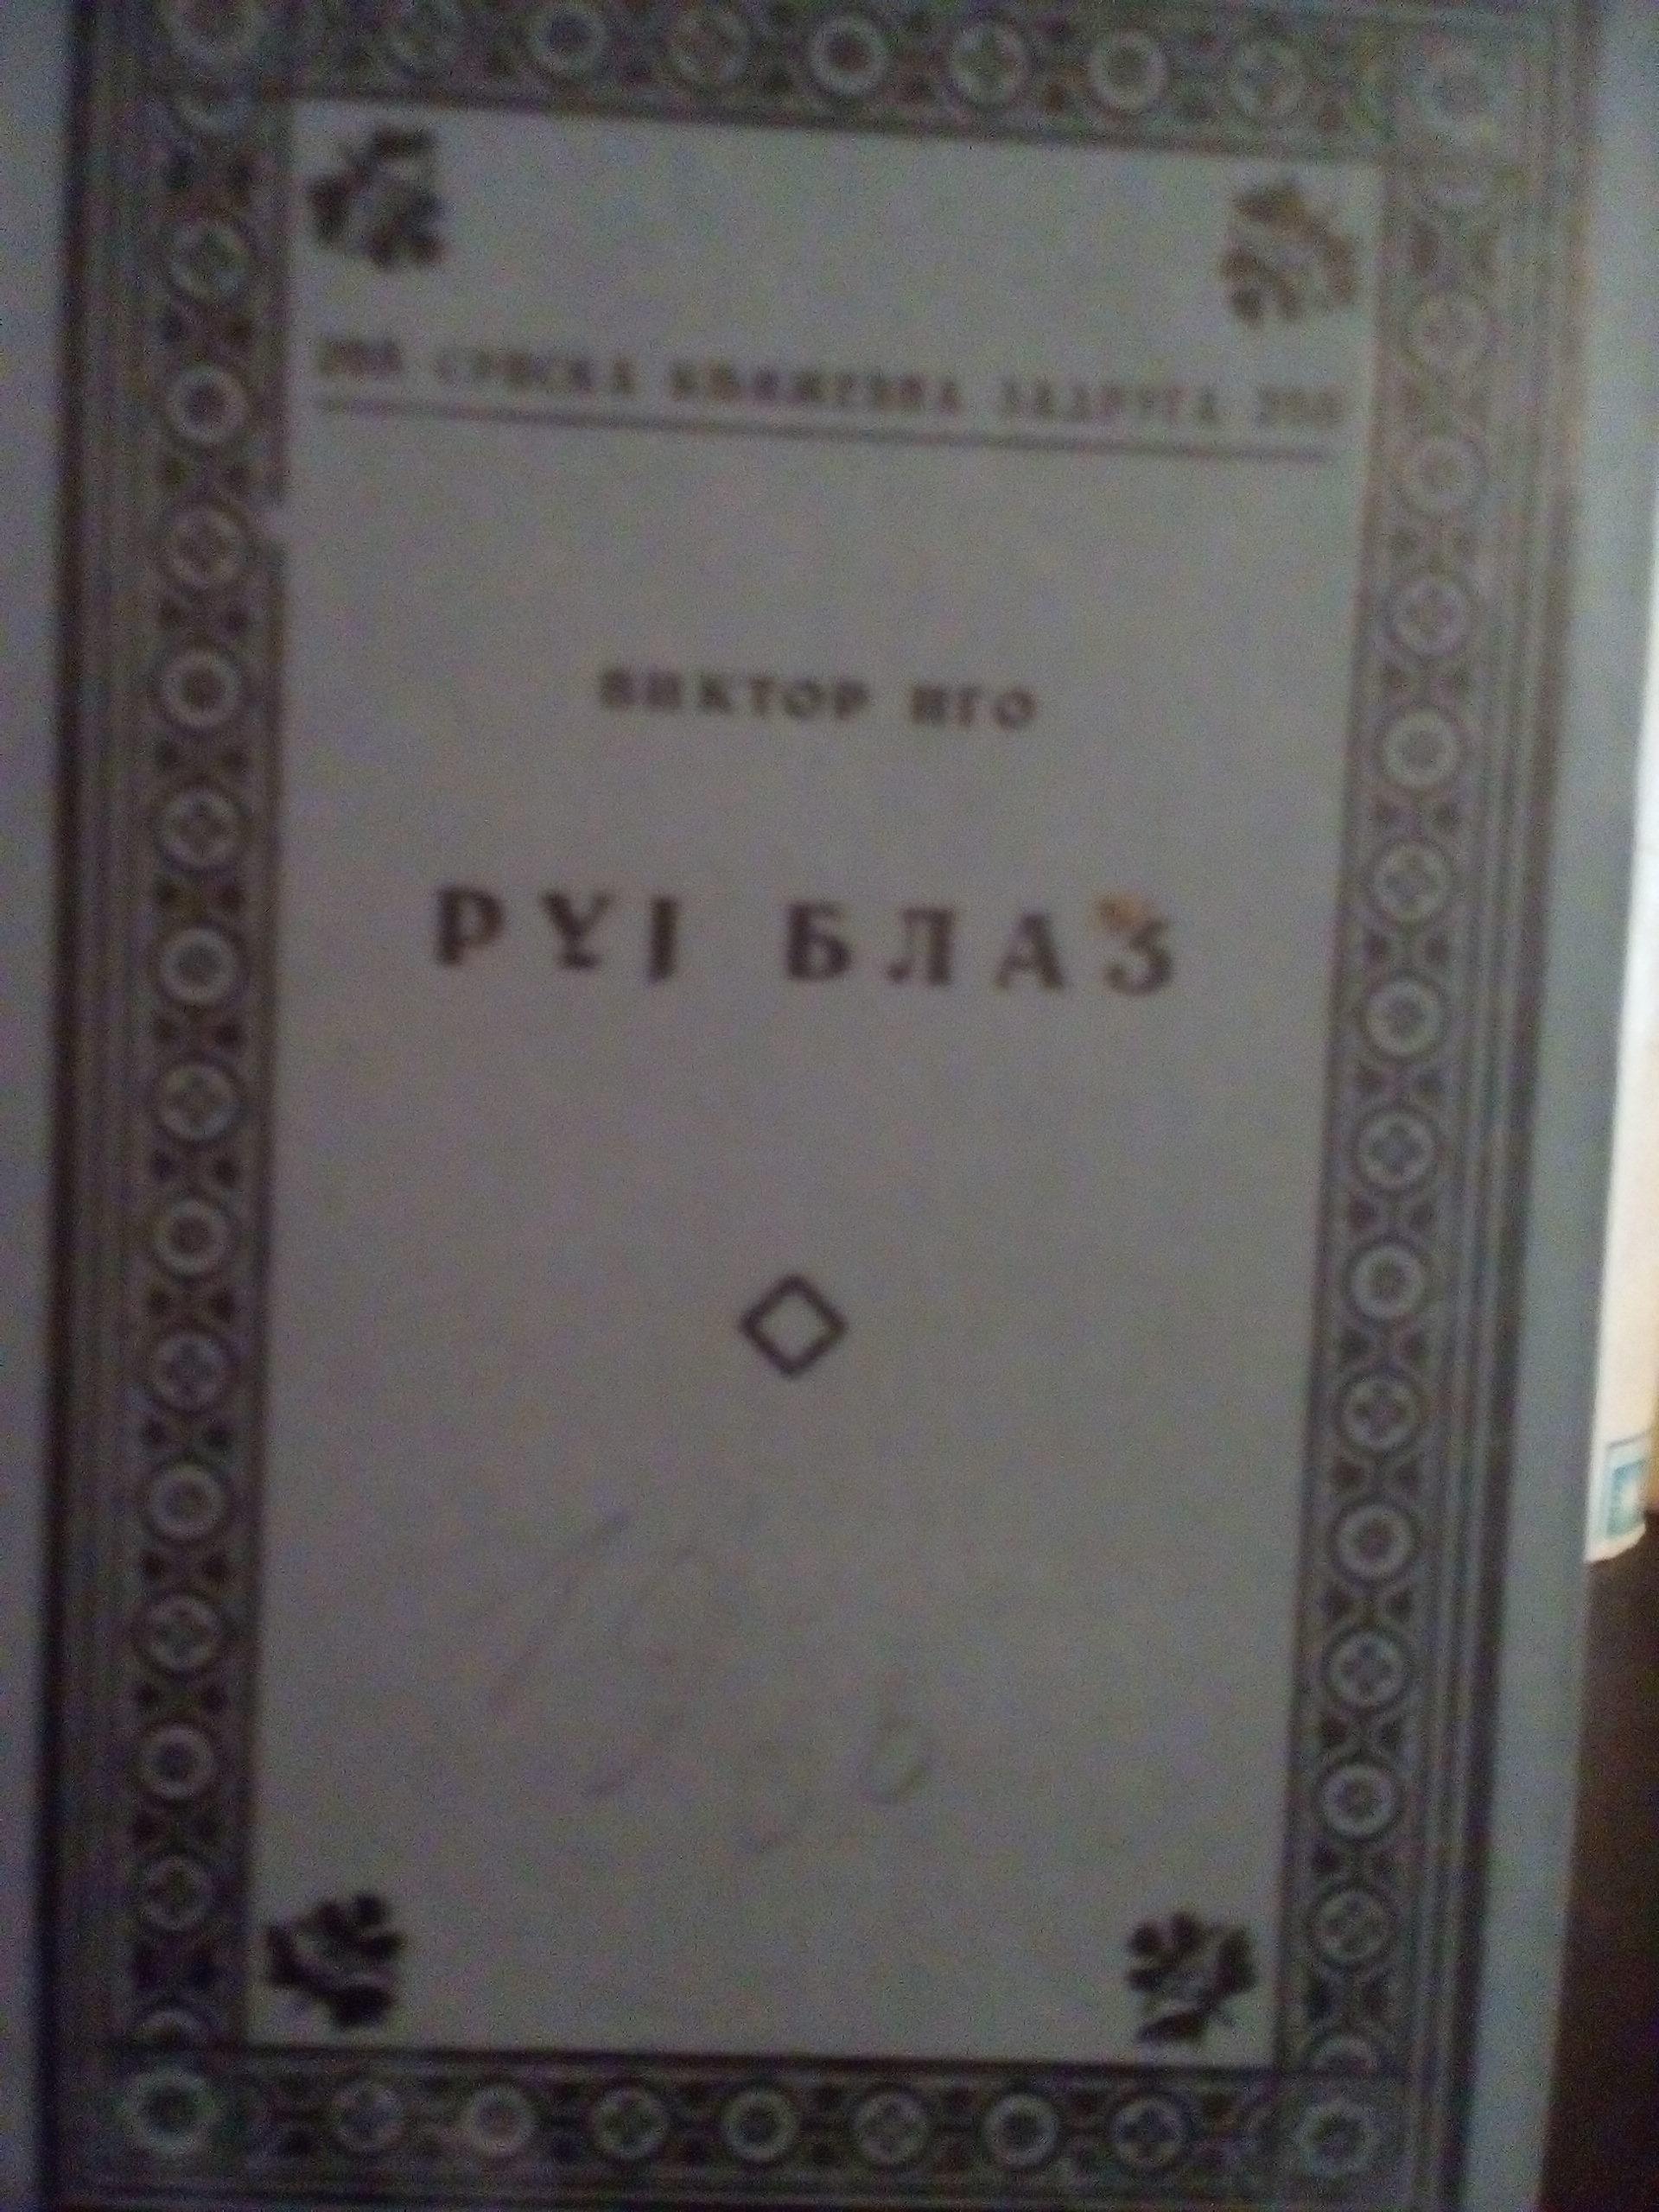 СРПСКА КЊИЖЕВНА ЗАДРУГА
ВИКТОР ИГО
РУЈ БЛАЗ